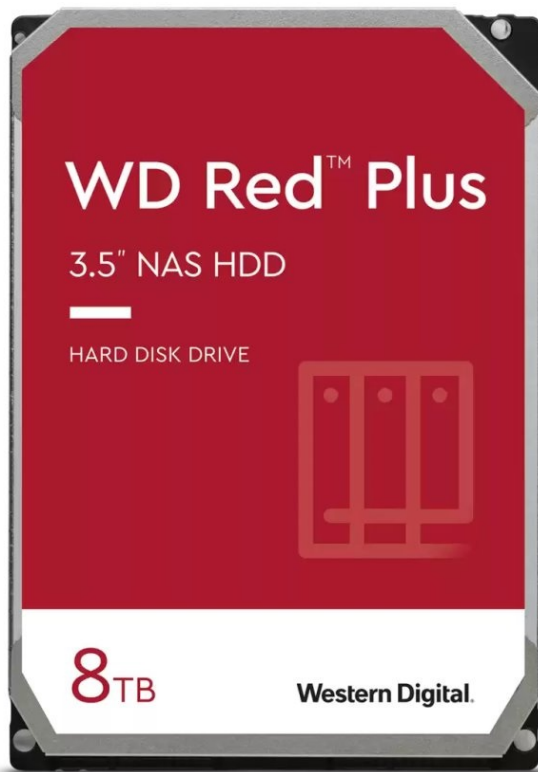 WD Red™ Plus
3.5" NAS HDD
HARD DISK DRIVE
8TB
Western Digital.